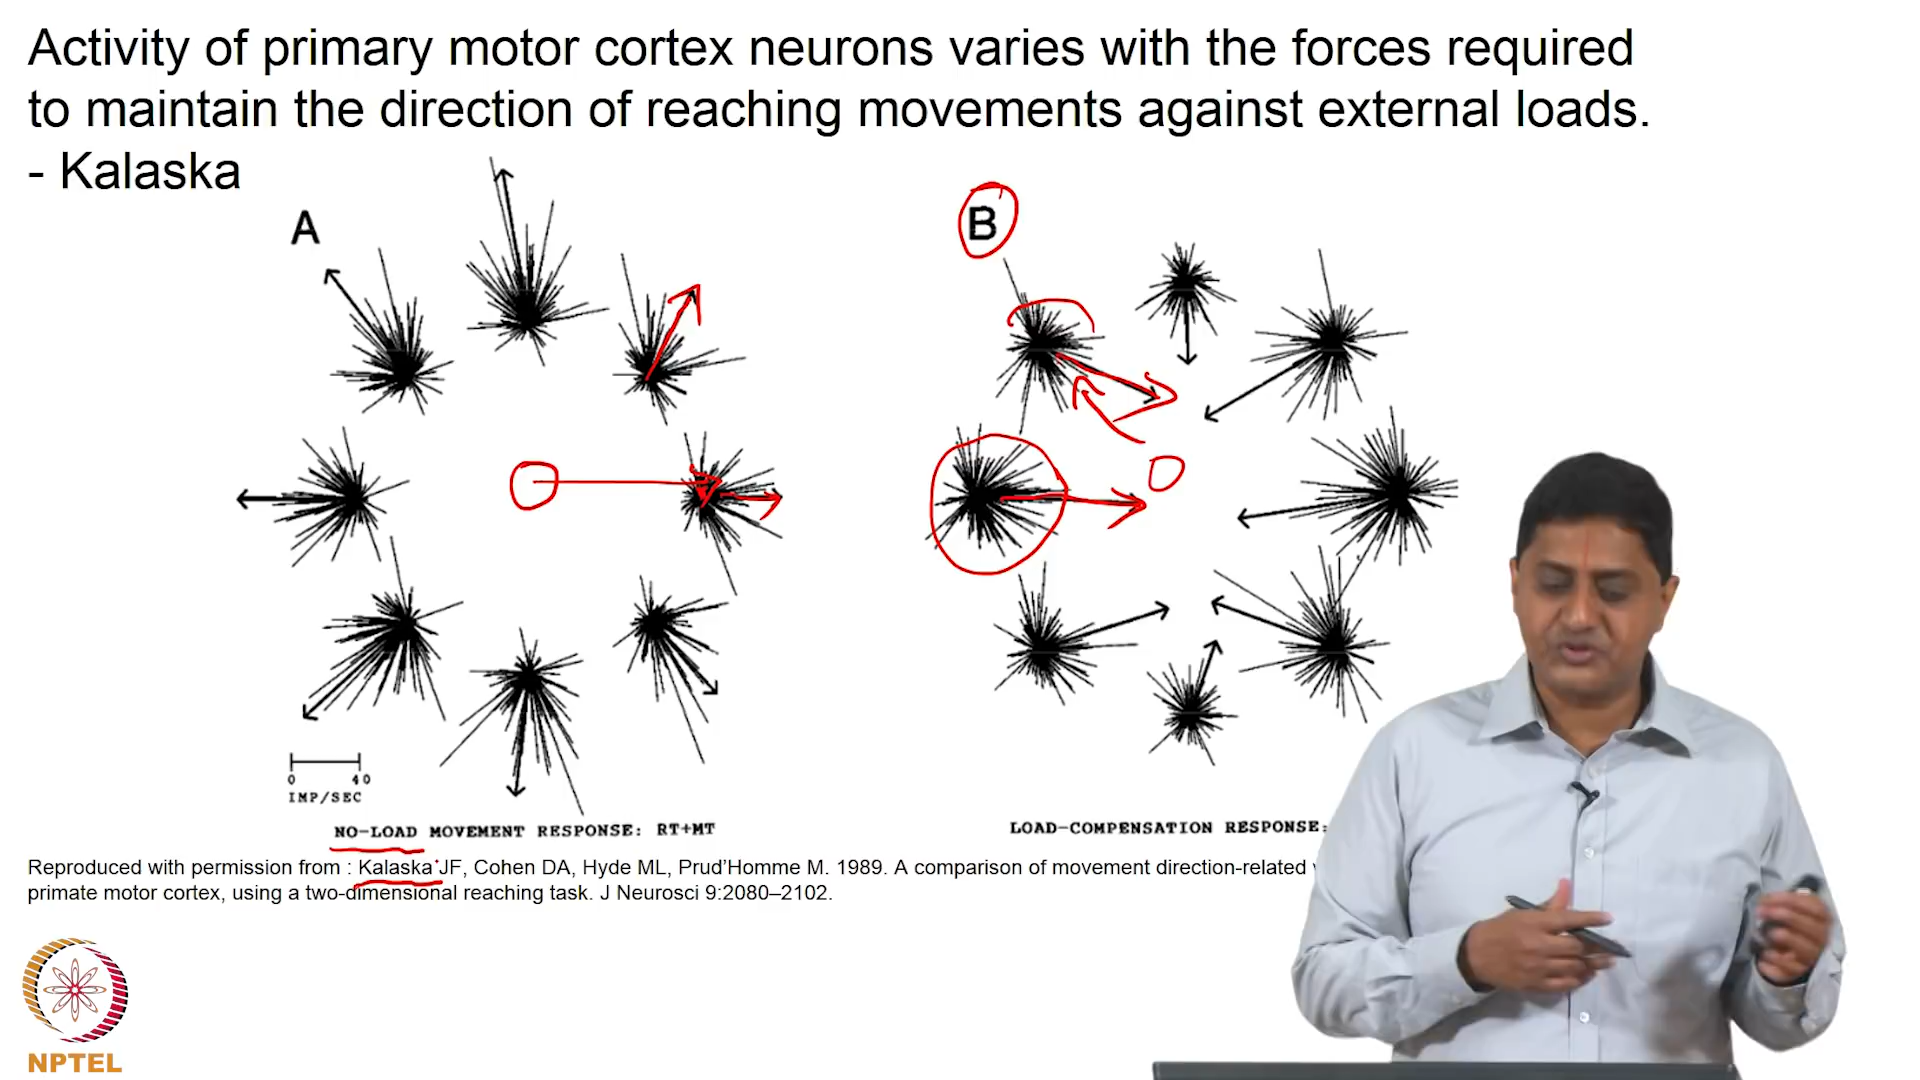 Activity of primary motor cortex neurons varies with the forces required
to maintain the direction of reaching movements against external loads.
- Kalaska
A
B
0 40
IMP/SEC
NO-LOAD MOVEMENT RESPONSE: RT+MT
LOAD-COMPENSATION RESPONSE:
Reproduced with permission from : Kalaska JF, Cohen DA, Hyde ML, Prud'Homme M. 1989. A comparison of movement direction-related
primate motor cortex, using a two-dimensional reaching task. J Neurosci 9:2080–2102.
NPTEL